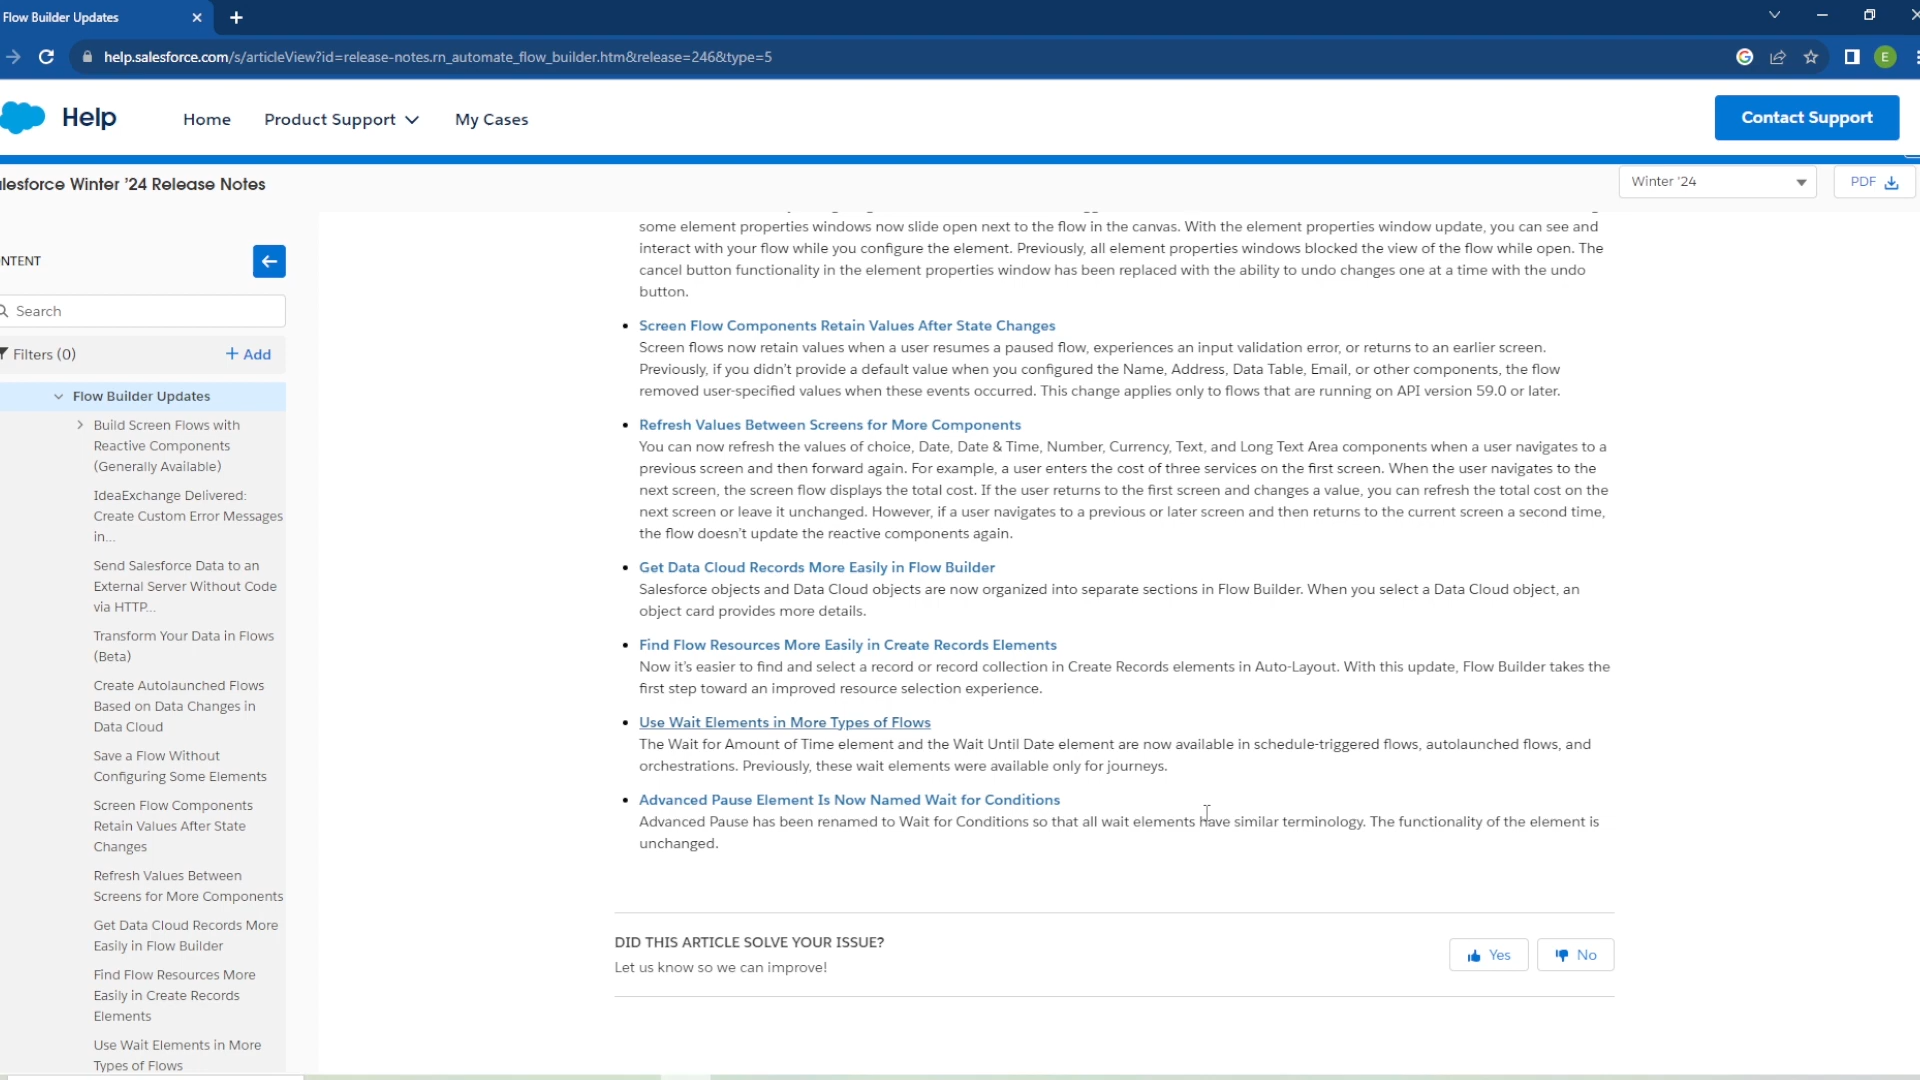 Flow Builder Updates
help.salesforce.com/s/articleView?id=release-notes.rn_automate_flow_builder.htm&release=246&type=5
E
Help
Home
Product Support
My Cases
Contact Support
lesforce Winter '24 Release Notes
Winter '24
PDF
NTENT
Search
Filters (0)
+ Add
Flow Builder Updates
Build Screen Flows with
Reactive Components
(Generally Available)
IdeaExchange Delivered:
Create Custom Error Messages
in...
Send Salesforce Data to an
External Server Without Code
via HTTP...
Transform Your Data in Flows
(Beta)
Create Autolaunched Flows
Based on Data Changes in
Data Cloud
Save a Flow Without
Configuring Some Elements
Screen Flow Components
Retain Values After State
Changes
Refresh Values Between
Screens for More Components
Get Data Cloud Records More
Easily in Flow Builder
Find Flow Resources More
Easily in Create Records
Elements
Use Wait Elements in More
Types of Flows
some element properties windows now slide open next to the flow in the canvas. With the element properties window update, you can see and
interact with your flow while you configure the element. Previously, all element properties windows blocked the view of the flow while open. The
cancel button functionality in the element properties window has been replaced with the ability to undo changes one at a time with the undo
button.
• Screen Flow Components Retain Values After State Changes
Screen flows now retain values when a user resumes a paused flow, experiences an input validation error, or returns to an earlier screen.
Previously, if you didn't provide a default value when you configured the Name, Address, Data Table, Email, or other components, the flow
removed user-specified values when these events occurred. This change applies only to flows that are running on API version 59.0 or later.
• Refresh Values Between Screens for More Components
You can now refresh the values of choice, Date, Date & Time, Number, Currency, Text, and Long Text Area components when a user navigates to a
previous screen and then forward again. For example, a user enters the cost of three services on the first screen. When the user navigates to the
next screen, the screen flow displays the total cost. If the user returns to the first screen and changes a value, you can refresh the total cost on the
next screen or leave it unchanged. However, if a user navigates to a previous or later screen and then returns to the current screen a second time,
the flow doesn't update the reactive components again.
• Get Data Cloud Records More Easily in Flow Builder
Salesforce objects and Data Cloud objects are now organized into separate sections in Flow Builder. When you select a Data Cloud object, an
object card provides more details.
• Find Flow Resources More Easily in Create Records Elements
Now it's easier to find and select a record or record collection in Create Records elements in Auto-Layout. With this update, Flow Builder takes the
first step toward an improved resource selection experience.
• Use Wait Elements in More Types of Flows
The Wait for Amount of Time element and the Wait Until Date element are now available in schedule-triggered flows, autolaunched flows, and
orchestrations. Previously, these wait elements were available only for journeys.
• Advanced Pause Element Is Now Named Wait for Conditions
Advanced Pause has been renamed to Wait for Conditions so that all wait elements have similar terminology. The functionality of the element is
unchanged.
DID THIS ARTICLE SOLVE YOUR ISSUE?
Let us know so we can improve!
Yes
No